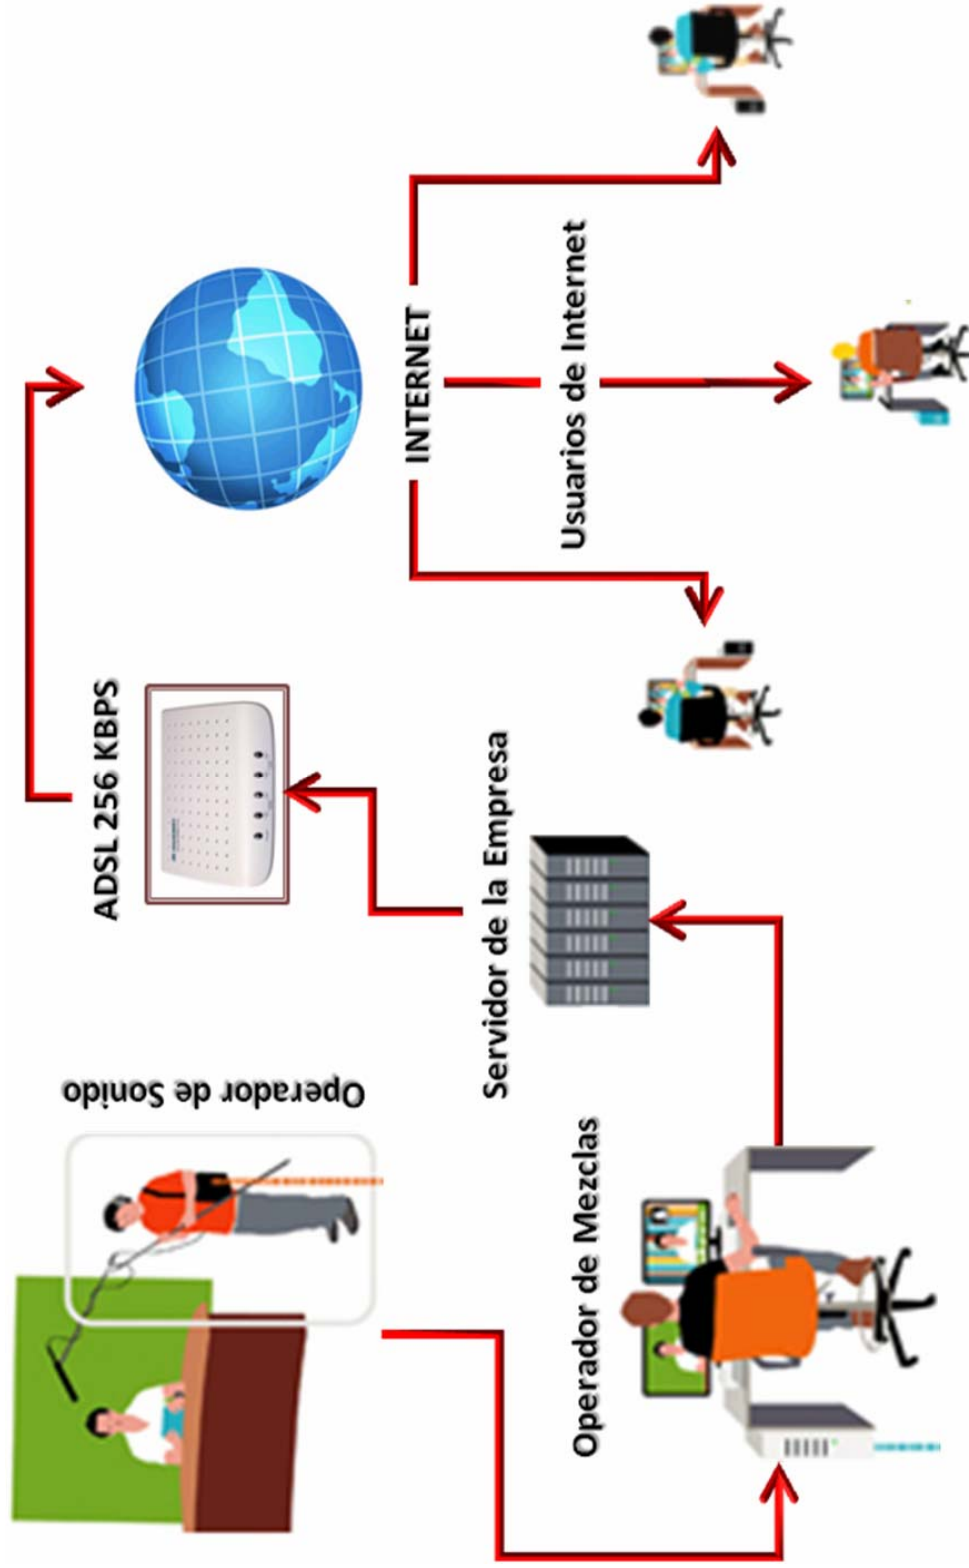 Operador de Sonido
ADSL 256 KBPS
INTERNET
Servidor de la Empresa
Usuarios de Internet
Operador de Mezclas